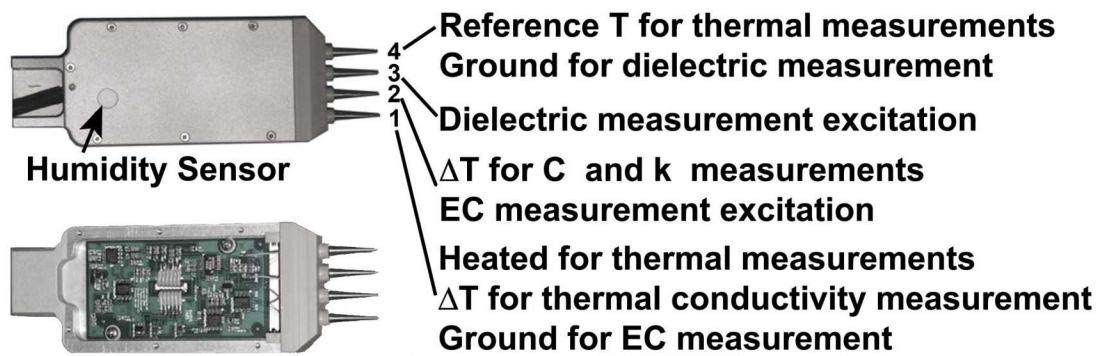 Reference T for thermal measurements
Ground for dielectric measurement
4
3
2
1
Dielectric measurement excitation
Humidity Sensor
ΔT for C and k measurements
EC measurement excitation
Heated for thermal measurements
ΔT for thermal conductivity measurement
Ground for EC measurement